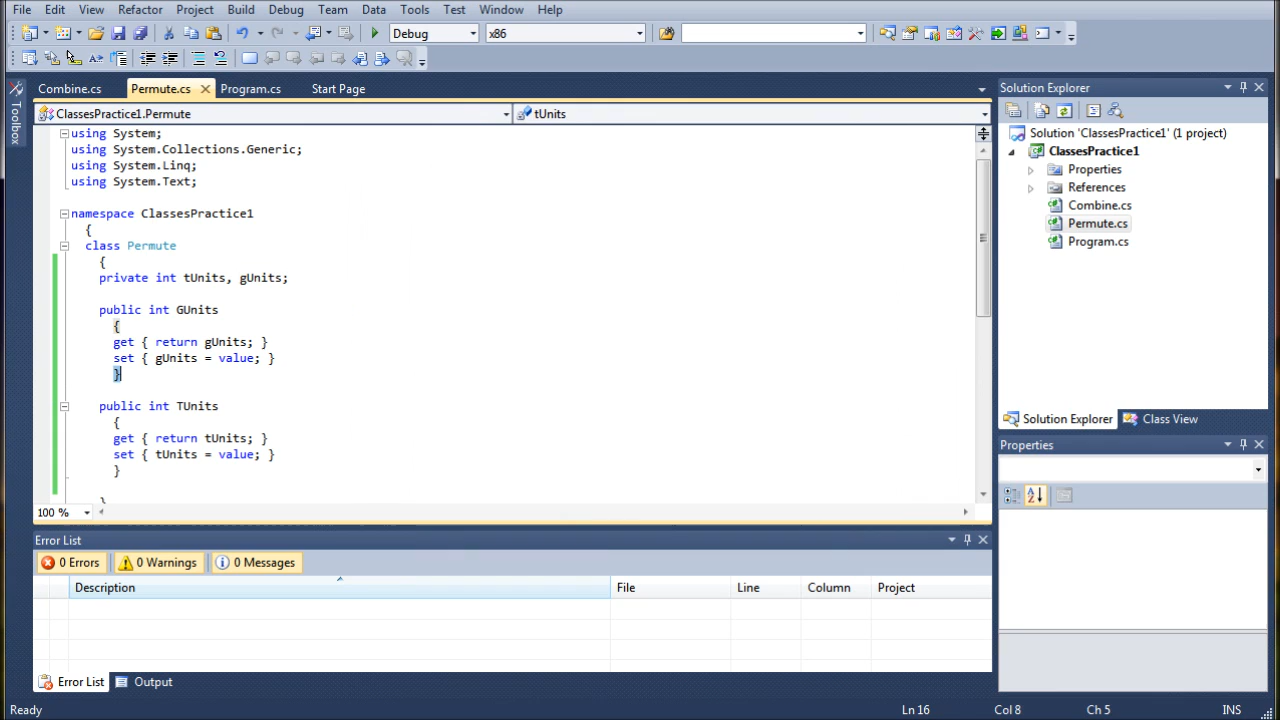 File Edit View Refactor Project Build Debug Team Data Tools Test Window Help
Debug x86
Combine.cs Permute.cs Program.cs Start Page
Toolbox
ClassesPractice1.Permute tUnits
using System;
using System.Collections.Generic;
using System.Linq;
using System.Text;
namespace ClassesPractice1
{
class Permute
{
private int tUnits, gUnits;
public int GUnits
{
get { return gUnits; }
set { gUnits = value; }
}
public int TUnits
{
get { return tUnits; }
set { tUnits = value; }
}
}
100 %
Solution Explorer
Solution 'ClassesPractice1' (1 project)
ClassesPractice1
Properties
References
Combine.cs
Permute.cs
Program.cs
Solution Explorer Class View
Properties
Error List
0 Errors 0 Warnings 0 Messages
Description File Line Column Project
Error List Output
Ready Ln 16 Col 8 Ch 5 INS